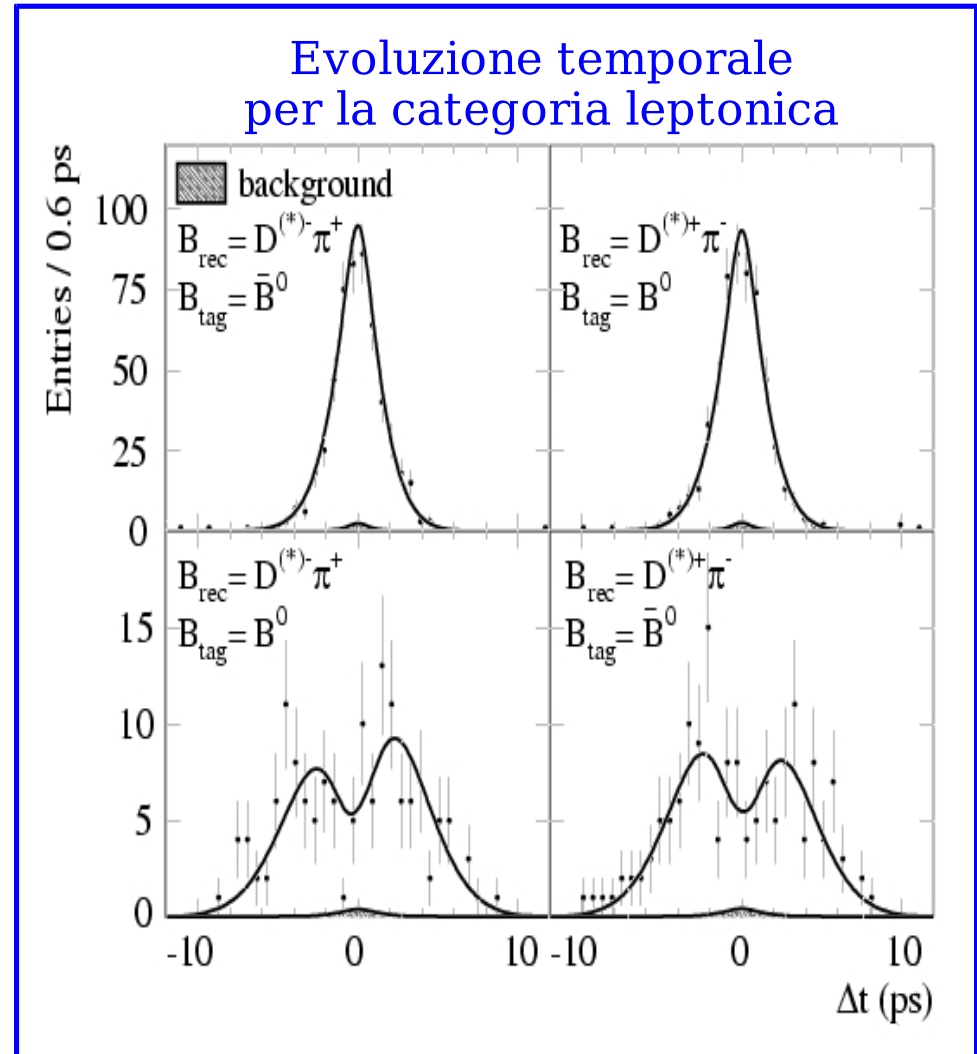 Evoluzione temporale
per la categoria leptonica
Entries / 0.6 ps
background
100
75
50
25
0
B_rec = D^(*)- π^+
B_tag = B̄^0
B_rec = D^(*)+ π^-
B_tag = B^0
15
10
5
0
B_rec = D^(*)- π^+
B_tag = B^0
B_rec = D^(*)+ π^-
B_tag = B̄^0
-10 0 10 -10 0 10
Δt (ps)